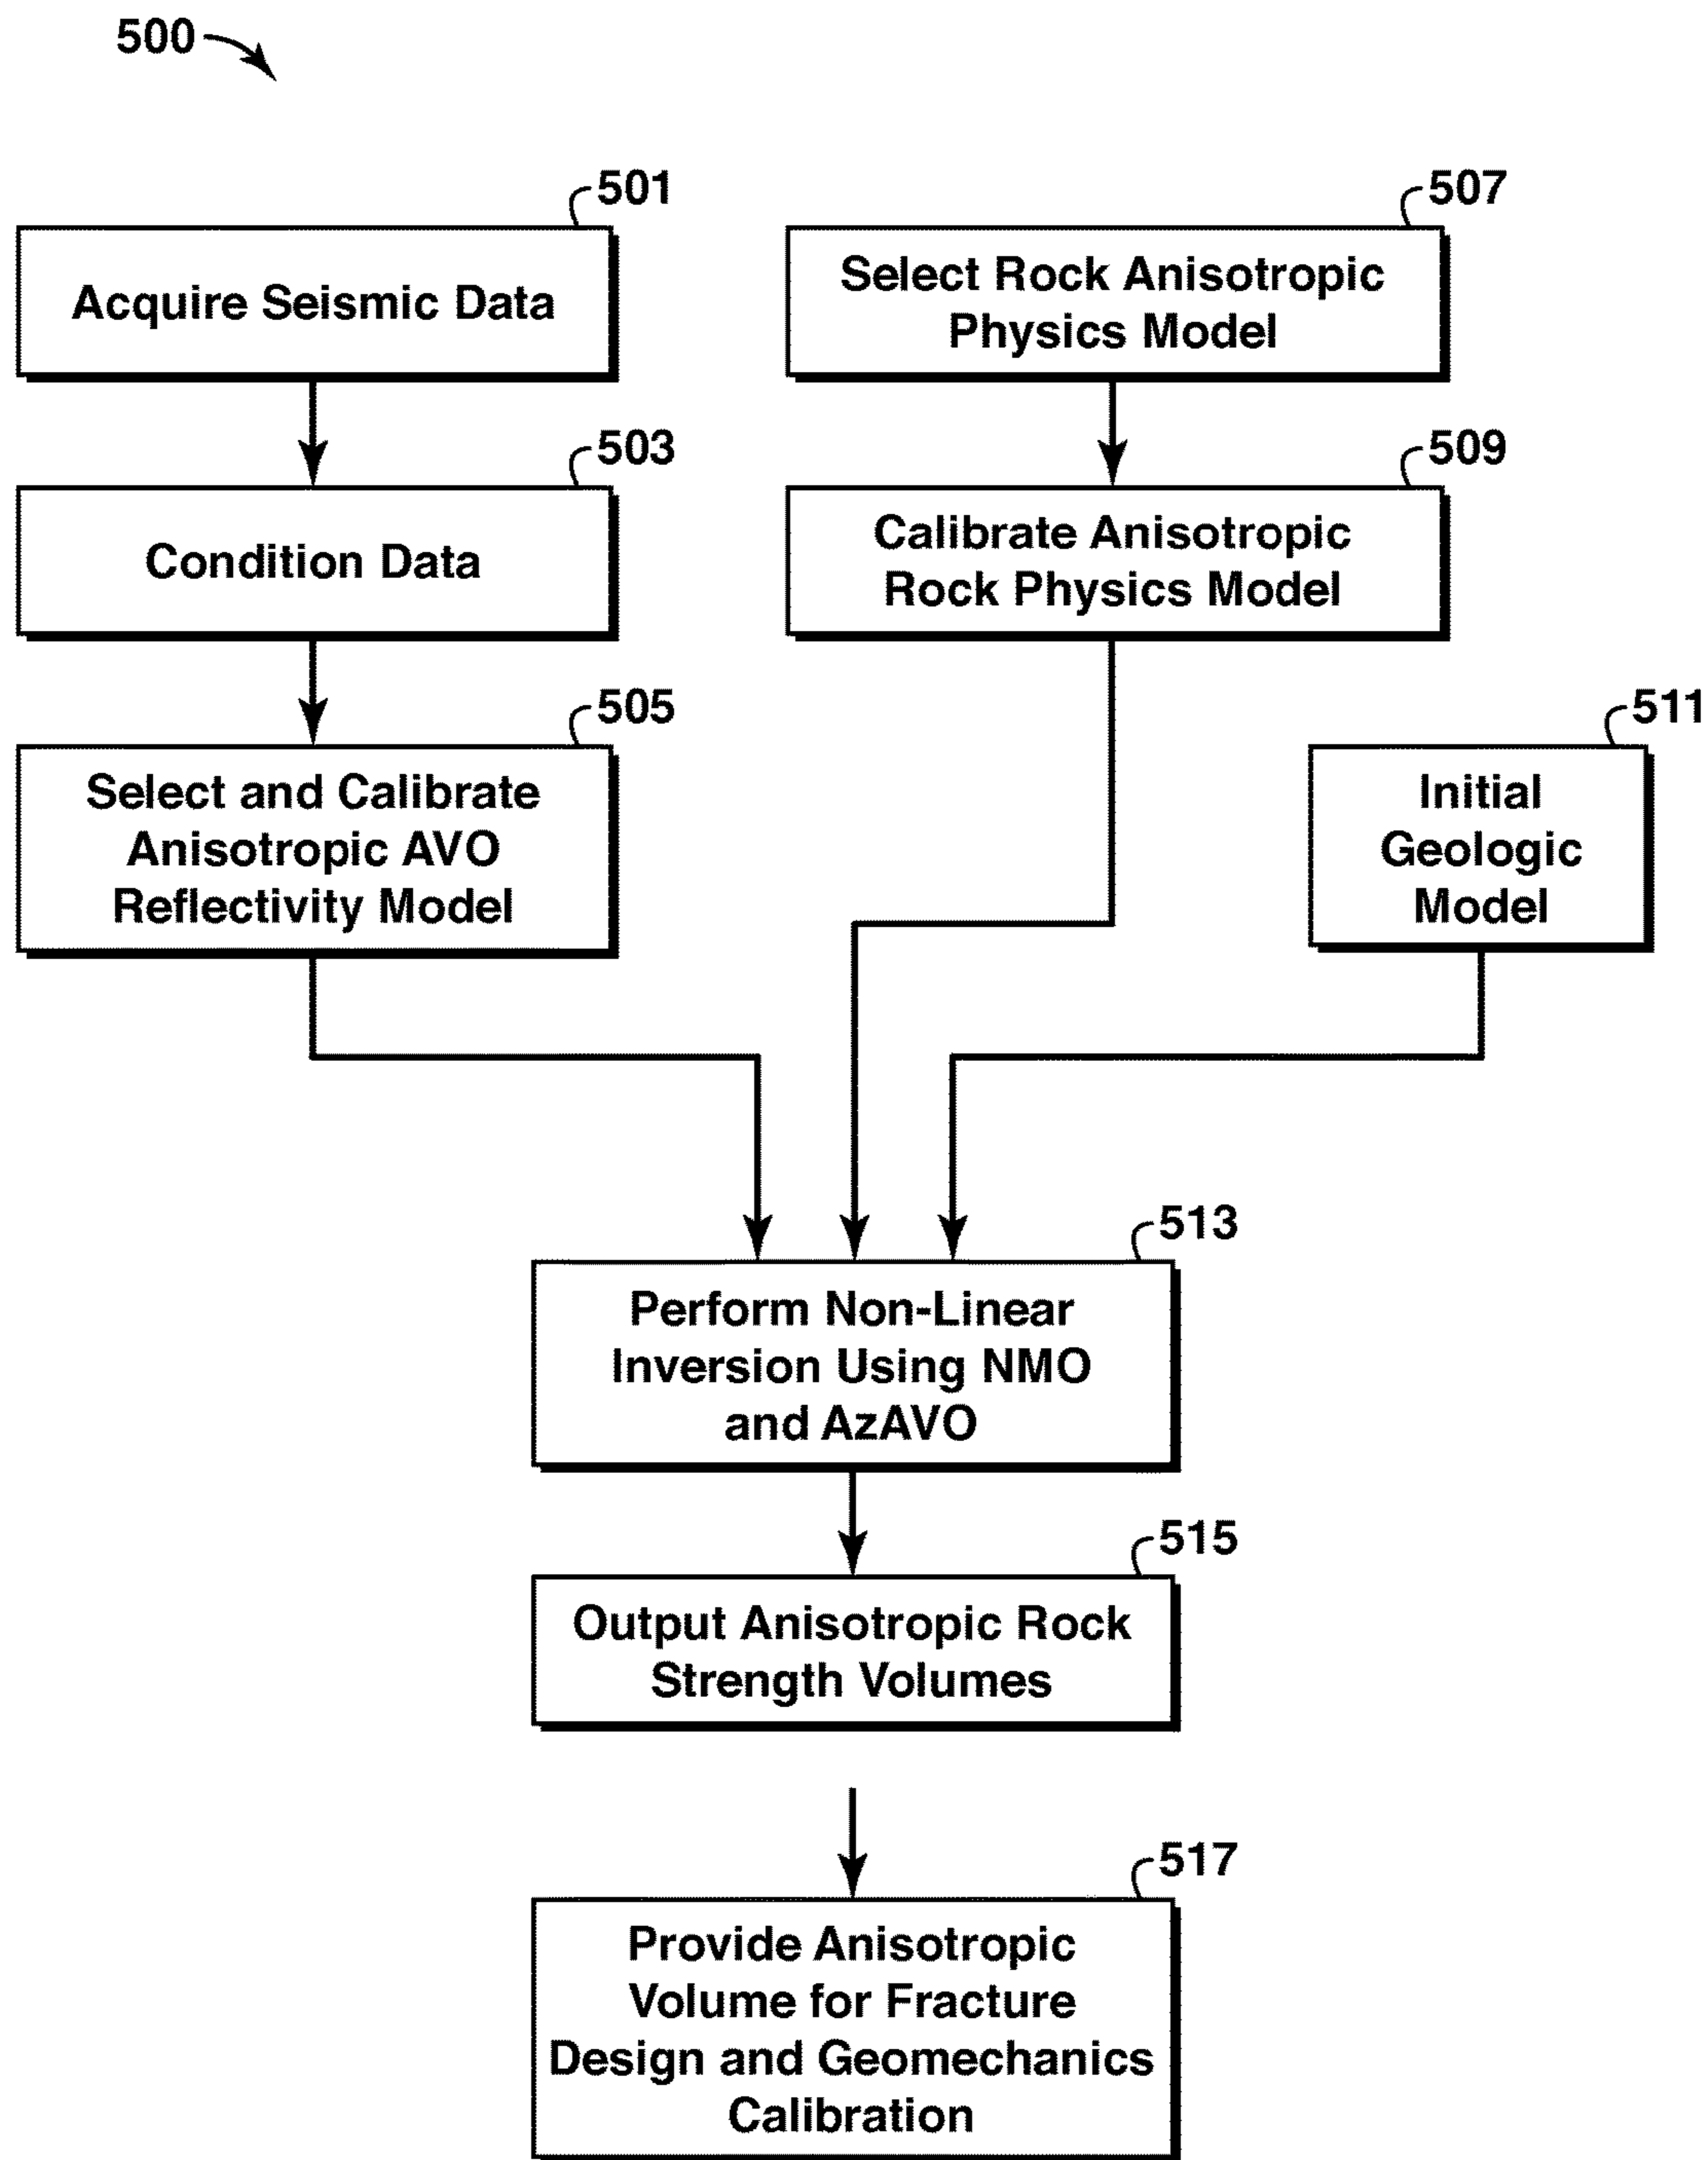 500
501
Acquire Seismic Data
503
Condition Data
505
Select and Calibrate
Anisotropic AVO
Reflectivity Model
507
Select Rock Anisotropic
Physics Model
509
Calibrate Anisotropic
Rock Physics Model
511
Initial
Geologic
Model
513
Perform Non-Linear
Inversion Using NMO
and AzAVO
515
Output Anisotropic Rock
Strength Volumes
517
Provide Anisotropic
Volume for Fracture
Design and Geomechanics
Calibration